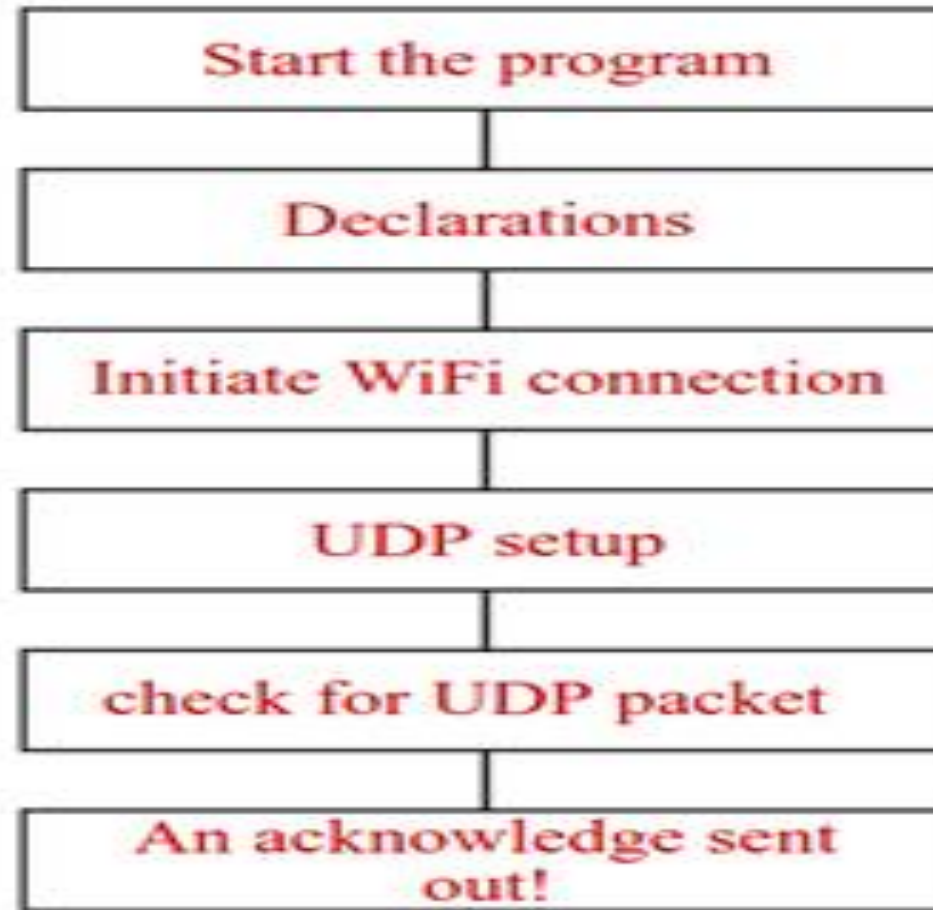 Start the program
Declarations
Initiate WiFi connection
UDP setup
check for UDP packet
An acknowledge sent
out!